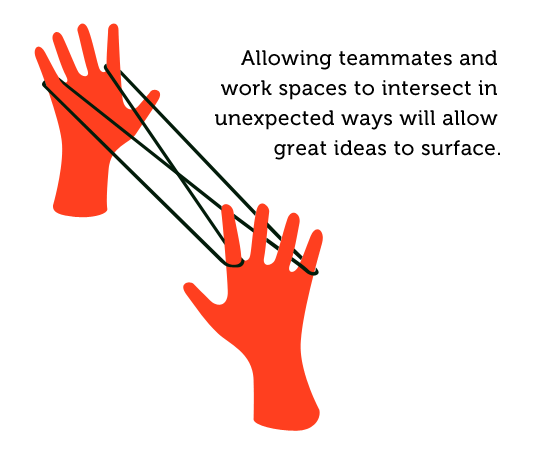 Allowing teammates and
work spaces to intersect in
unexpected ways will allow
great ideas to surface.